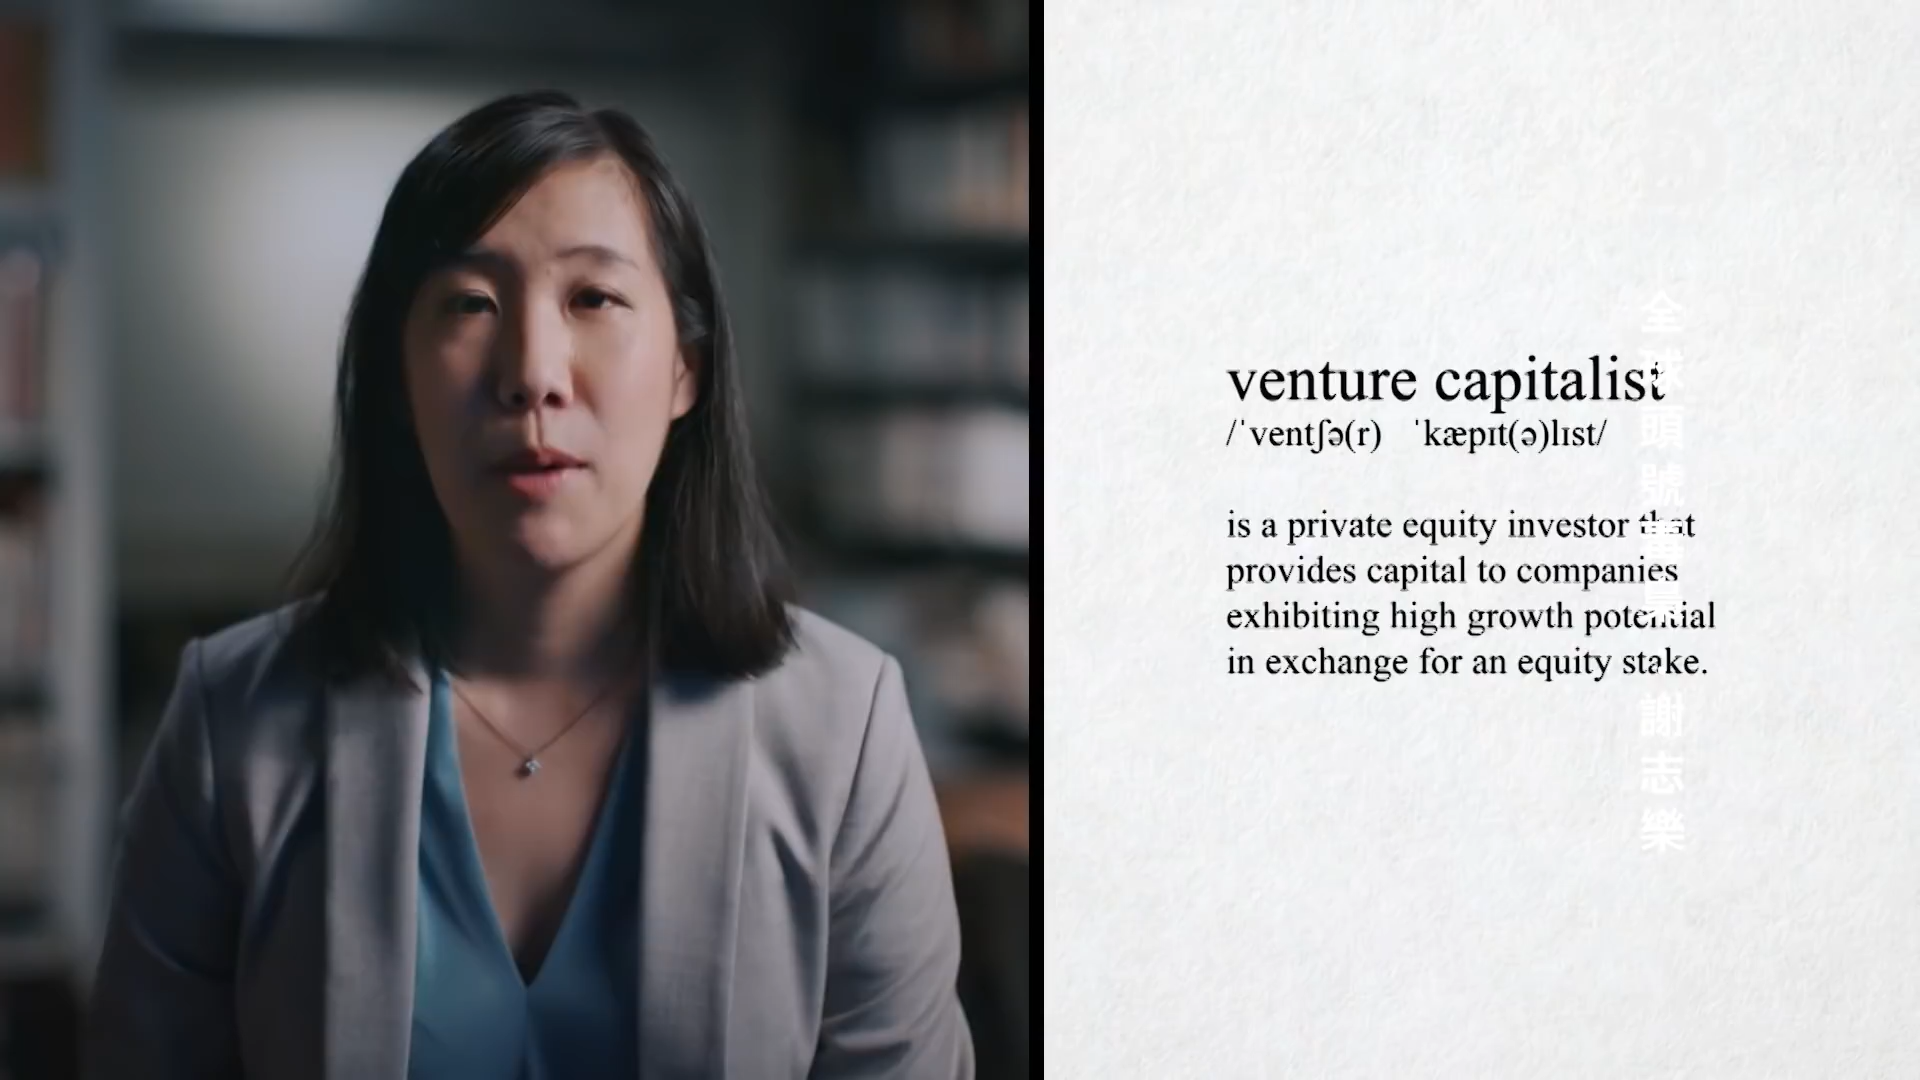 venture capitalist
/ˈventʃə(r) ˈkæpɪt(ə)lɪst/
is a private equity investor that
provides capital to companies
exhibiting high growth potential
in exchange for an equity stake.
全球頭號
謝志樂